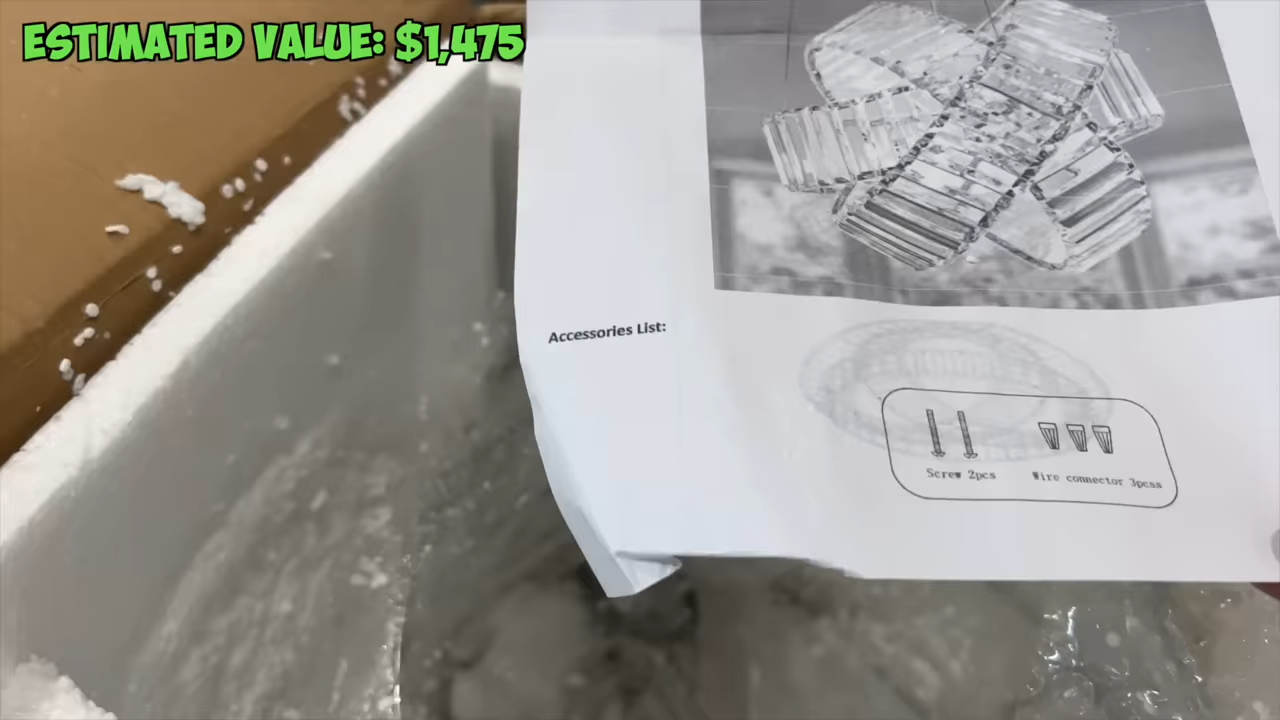 ESTIMATED VALUE: $1,475
Accessories List:
Screw 2pcs
Wire connector 3pcss